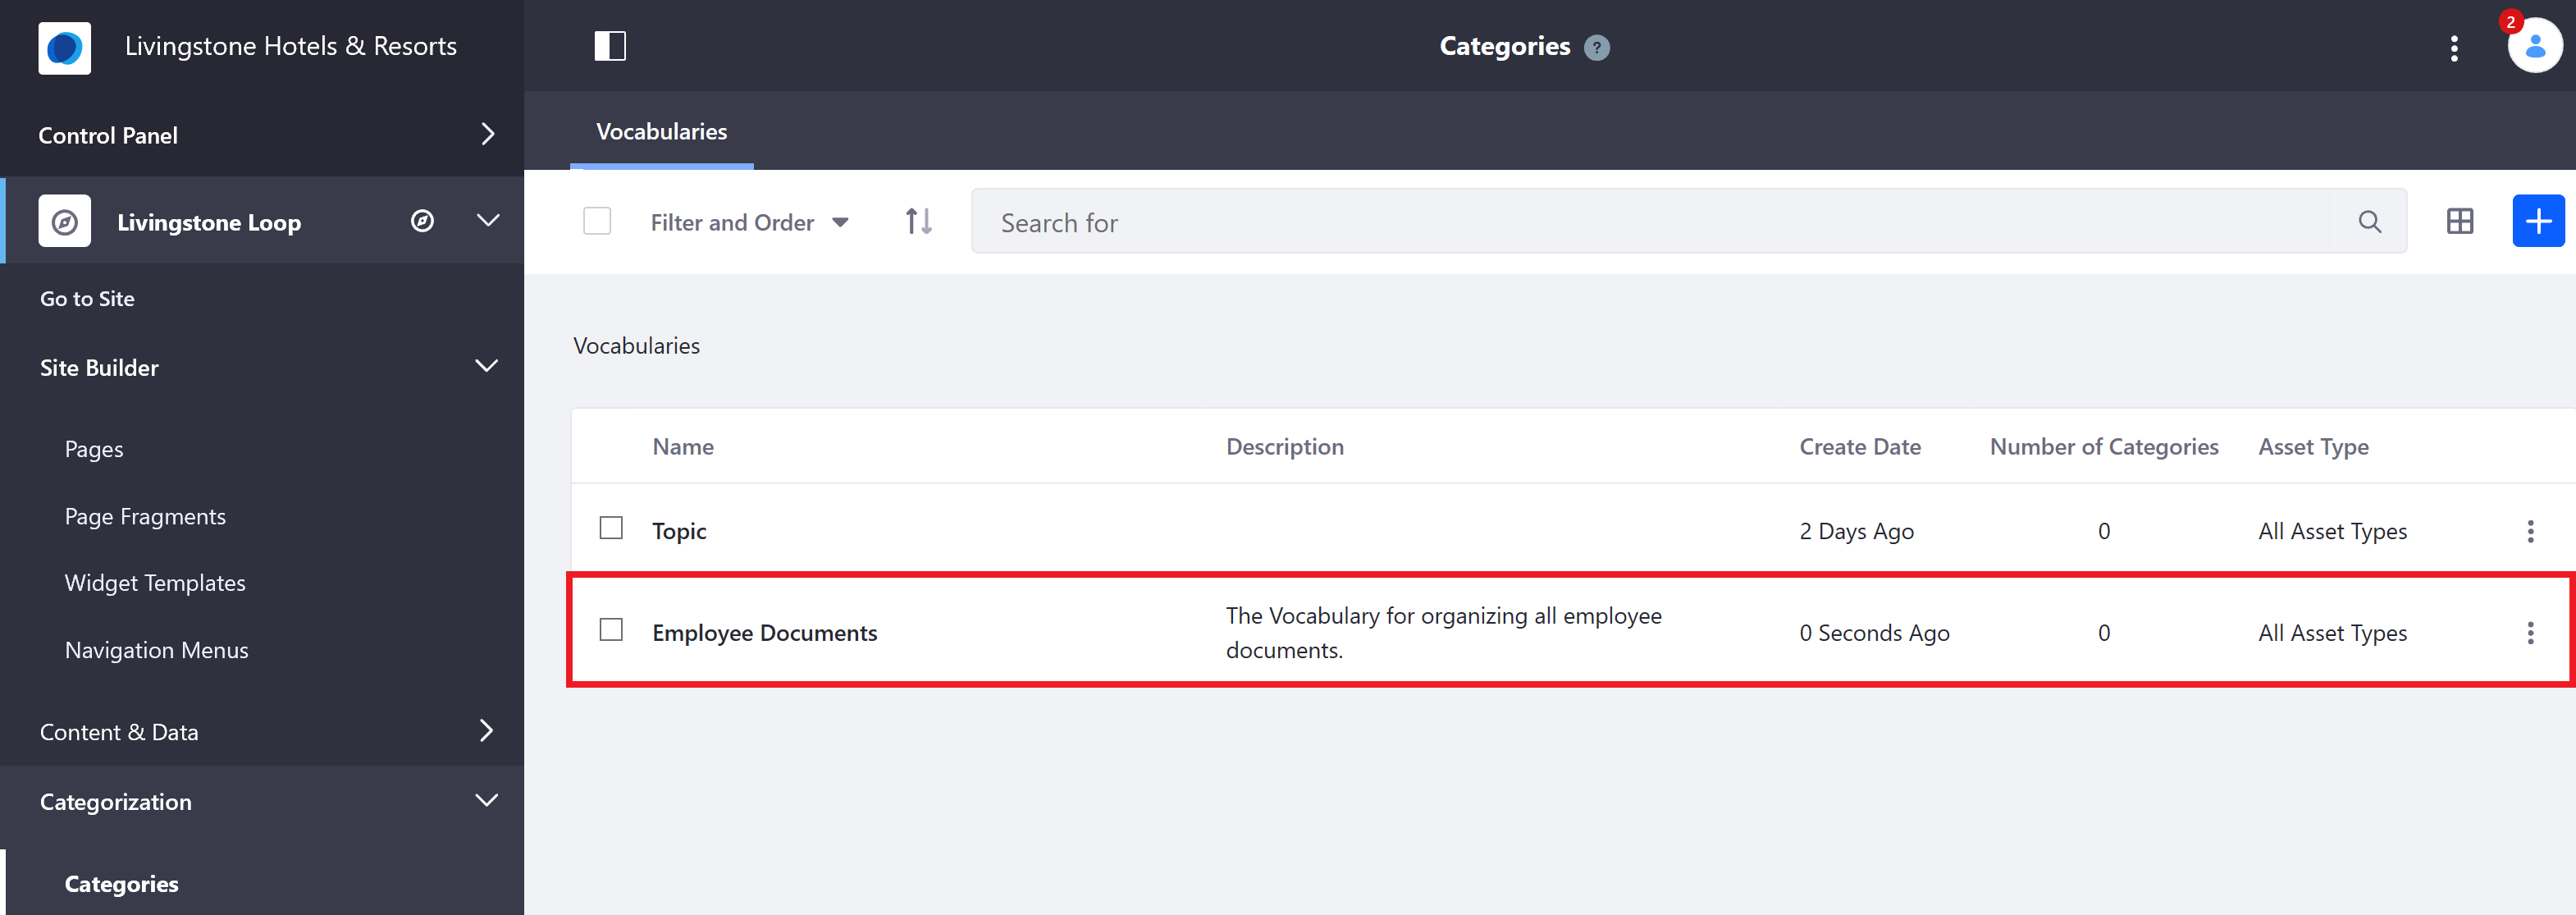 Livingstone Hotels & Resorts
Categories ?
2
Control Panel
Vocabularies
Livingstone Loop
Filter and Order
Search for
Go to Site
Site Builder
Pages
Page Fragments
Widget Templates
Navigation Menus
Content & Data
Categorization
Categories
Vocabularies
Name Description Create Date Number of Categories Asset Type
Topic 2 Days Ago 0 All Asset Types
Employee Documents The Vocabulary for organizing all employee
documents. 0 Seconds Ago 0 All Asset Types